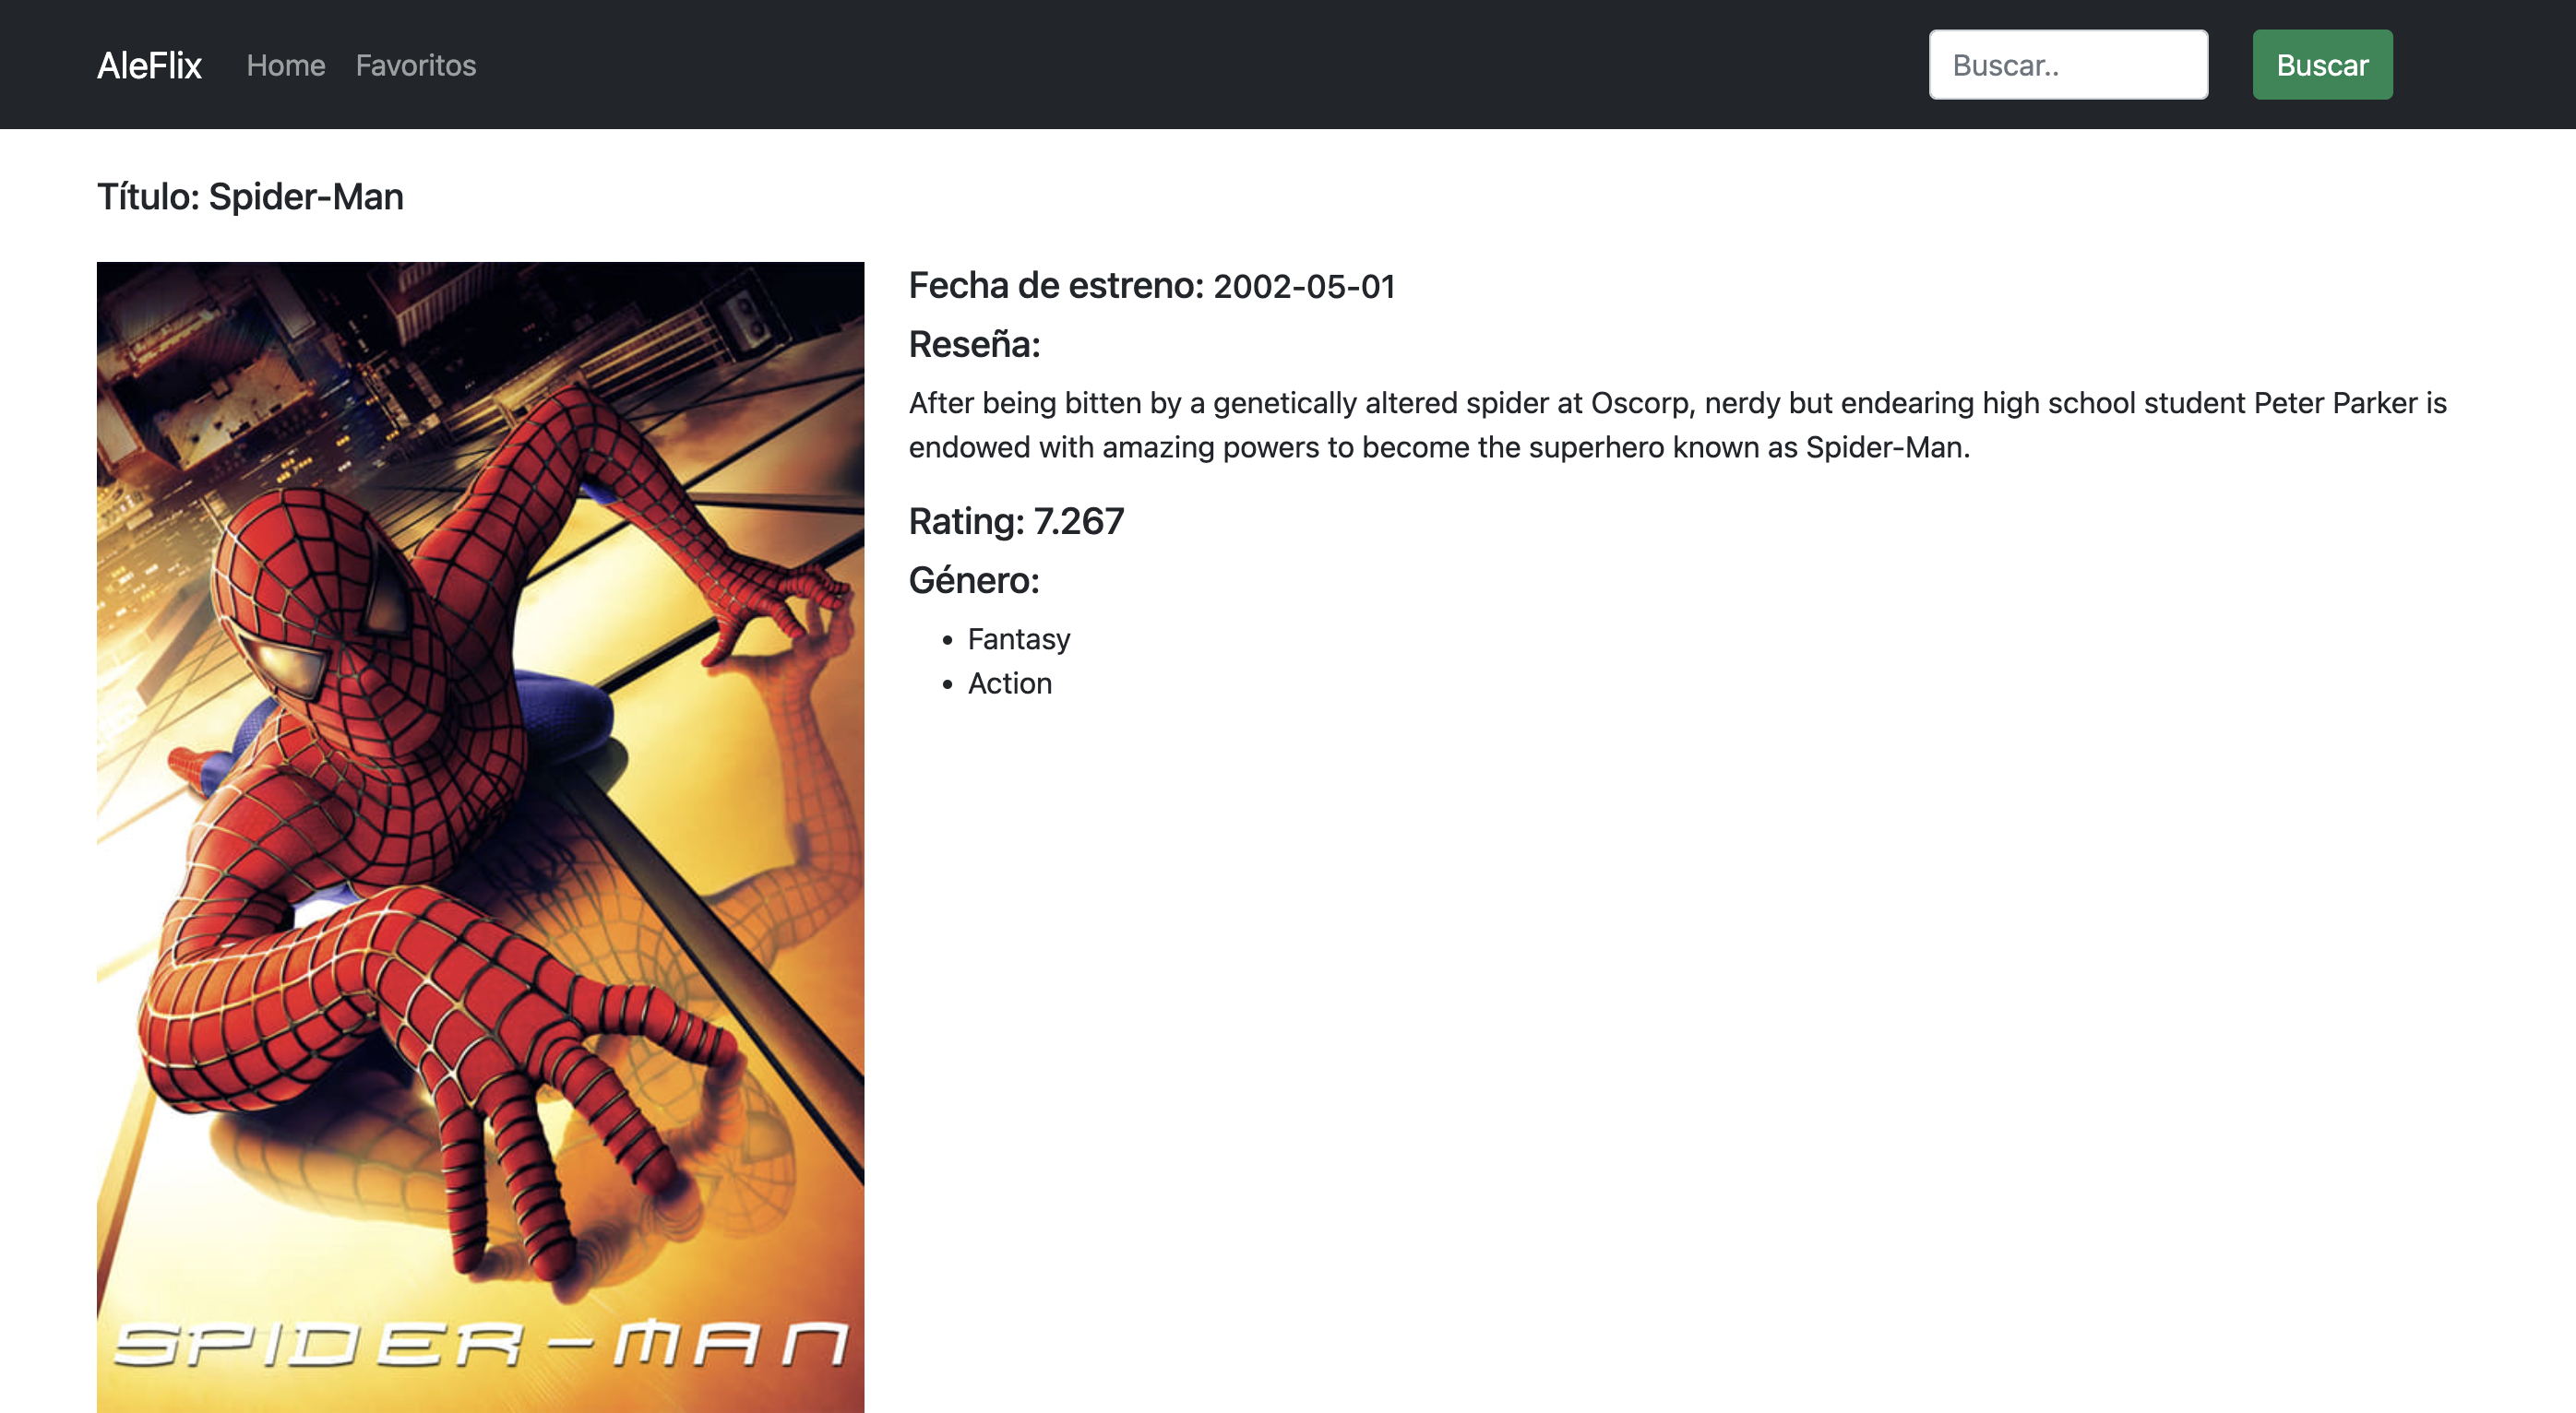 AleFlix Home Favoritos Buscar.. Buscar
Título: Spider-Man
Fecha de estreno: 2002-05-01
Reseña:
After being bitten by a genetically altered spider at Oscorp, nerdy but endearing high school student Peter Parker is
endowed with amazing powers to become the superhero known as Spider-Man.
Rating: 7.267
Género:
• Fantasy
• Action
SPIDER-MAN